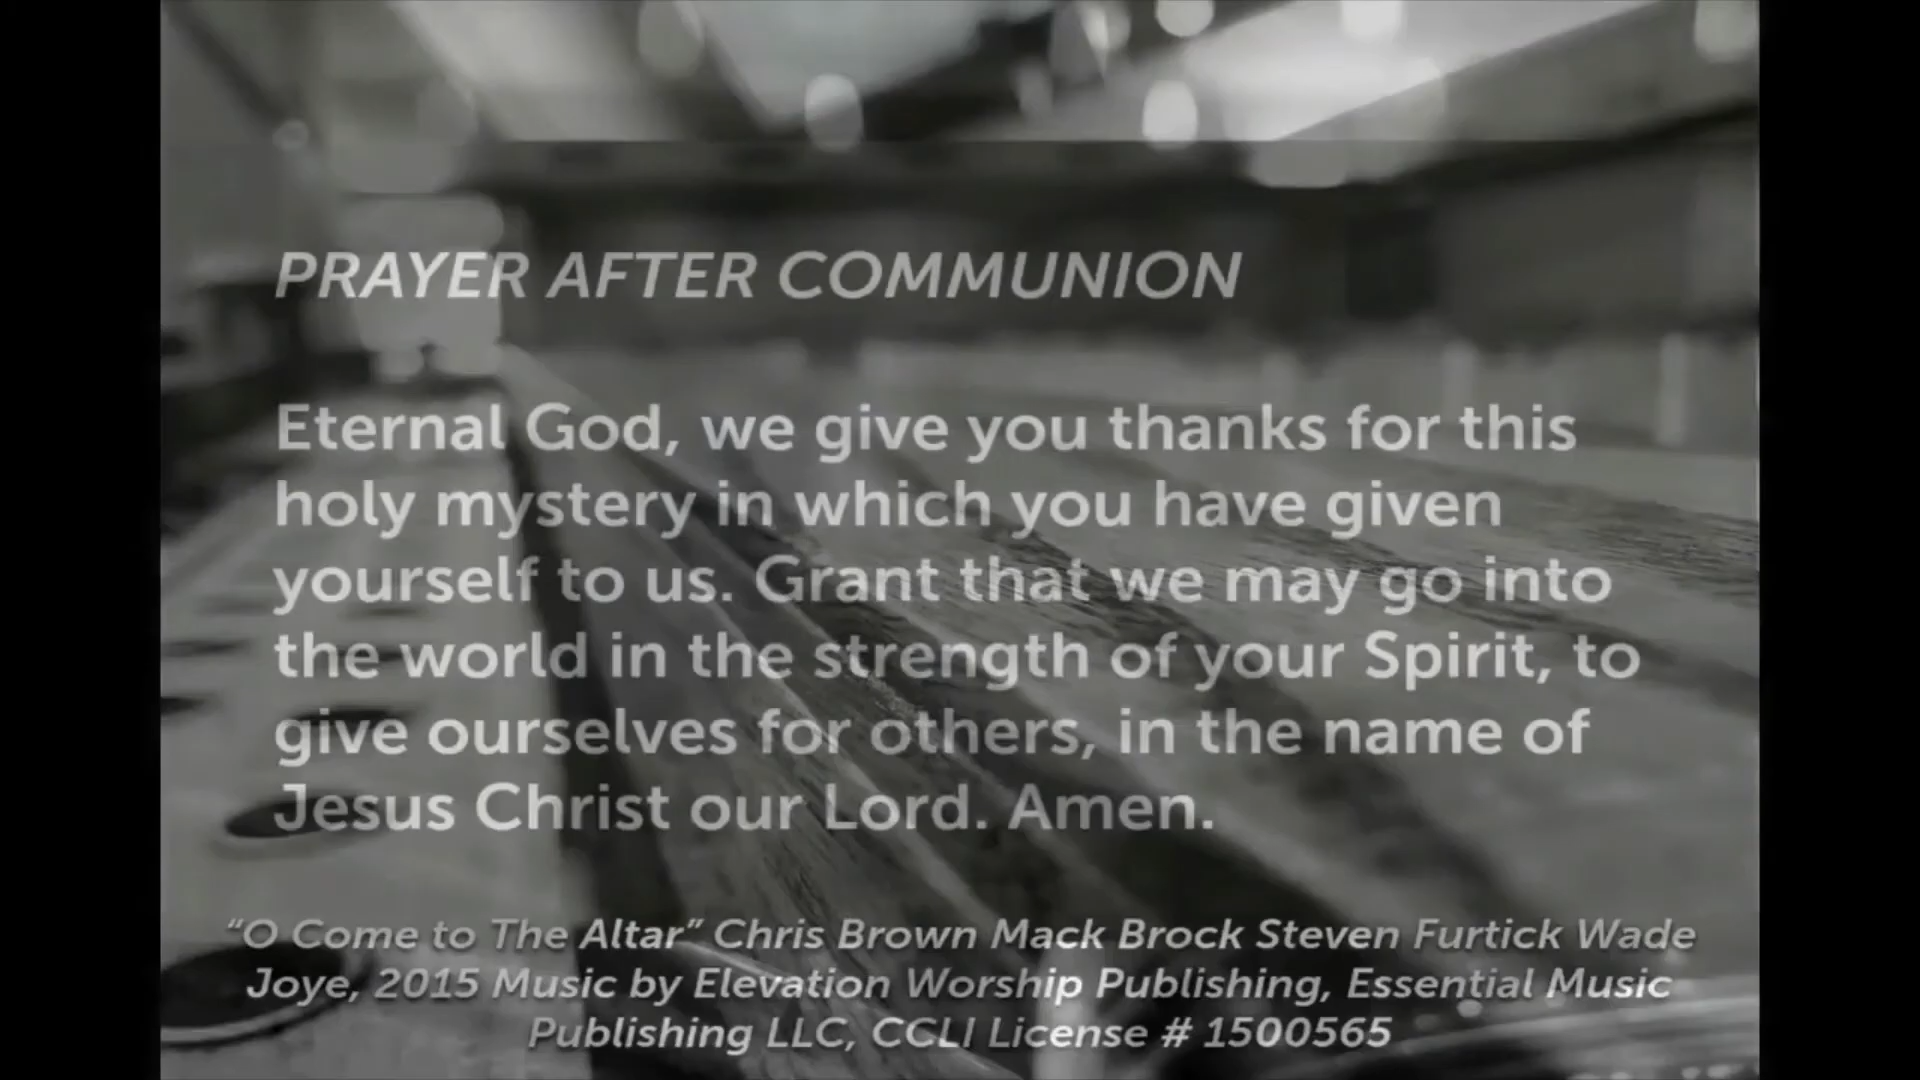 PRAYER AFTER COMMUNION
Eternal God, we give you thanks for this
holy mystery in which you have given
yourself to us. Grant that we may go into
the world in the strength of your Spirit, to
give ourselves for others, in the name of
Jesus Christ our Lord. Amen.
“O Come to The Altar” Chris Brown Mack Brock Steven Furtick Wade
Joye, 2015 Music by Elevation Worship Publishing, Essential Music
Publishing LLC, CCLI License # 1500565